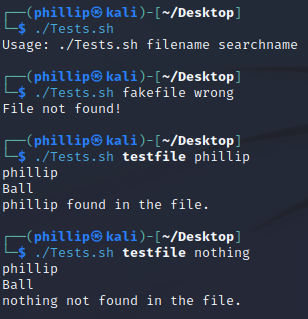 ┌──(phillip㉿kali)-[~/Desktop]
└─$ ./Tests.sh
Usage: ./Tests.sh filename searchname
┌──(phillip㉿kali)-[~/Desktop]
└─$ ./Tests.sh fakefile wrong
File not found!
┌──(phillip㉿kali)-[~/Desktop]
└─$ ./Tests.sh testfile phillip
phillip
Ball
phillip found in the file.
┌──(phillip㉿kali)-[~/Desktop]
└─$ ./Tests.sh testfile nothing
phillip
Ball
nothing not found in the file.